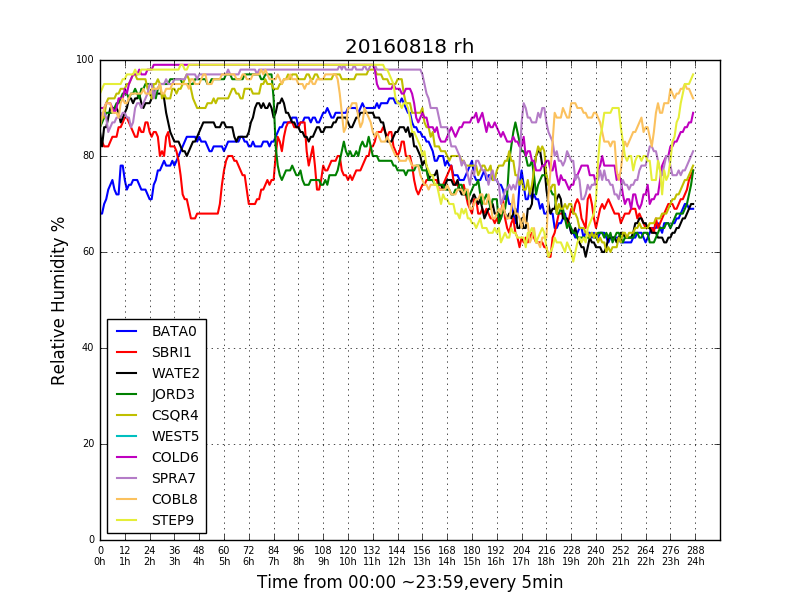 20160818 rh
Relative Humidity %
100
80
60
40
20
0
BATA0
SBRI1
WATE2
JORD3
CSQR4
WEST5
COLD6
SPRA7
COBL8
STEP9
0 12 24 36 48 60 72 84 96 108 120 132 144 156 168 180 192 204 216 228 240 252 264 276 288
0h 1h 2h 3h 4h 5h 6h 7h 8h 9h 10h 11h 12h 13h 14h 15h 16h 17h 18h 19h 20h 21h 22h 23h 24h
Time from 00:00 ~23:59,every 5min